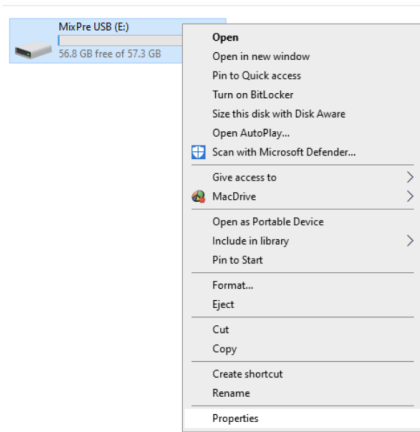 MixPre USB (E:)
56.8 GB free of 57.3 GB
Open
Open in new window
Pin to Quick access
Turn on BitLocker
Size this disk with Disk Aware
Open AutoPlay...
Scan with Microsoft Defender...
Give access to
MacDrive
Open as Portable Device
Include in library
Pin to Start
Format...
Eject
Cut
Copy
Create shortcut
Rename
Properties